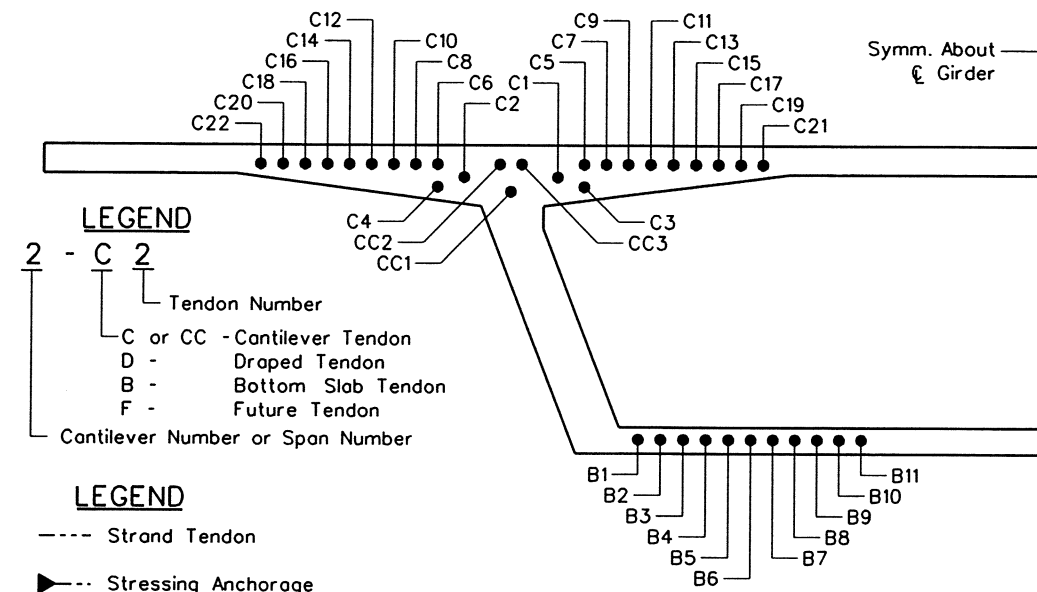 C12
C9
C11
C14
C10
C7
C13
Symm. About
C16
C8
C5
C15
℄ Girder
C18
C6
C1
C17
C20
C2
C19
C22
C21
C4
C3
CC2
CC3
CC1
LEGEND
2 - C 2
Tendon Number
C or CC - Cantilever Tendon
D - Draped Tendon
B - Bottom Slab Tendon
F - Future Tendon
Cantilever Number or Span Number
B1
B11
B2
B10
B3
B9
B4
B8
B5
B7
B6
LEGEND
Strand Tendon
Stressing Anchorage